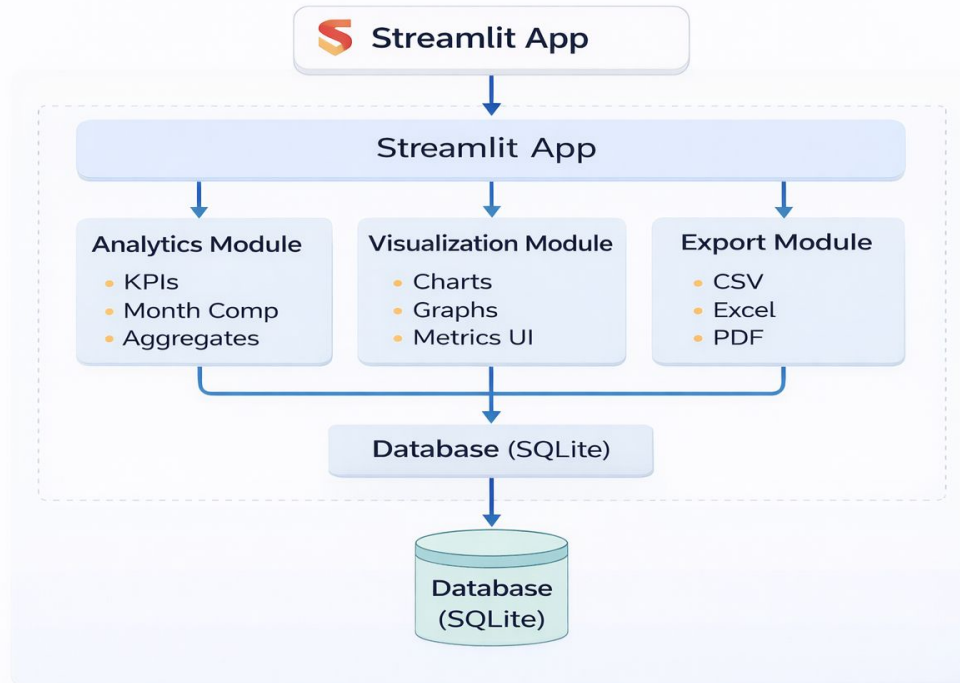 Streamlit App
Streamlit App
Analytics Module
KPIs
Month Comp
Aggregates
Visualization Module
Charts
Graphs
Metrics UI
Export Module
CSV
Excel
PDF
Database (SQLite)
Database
(SQLite)